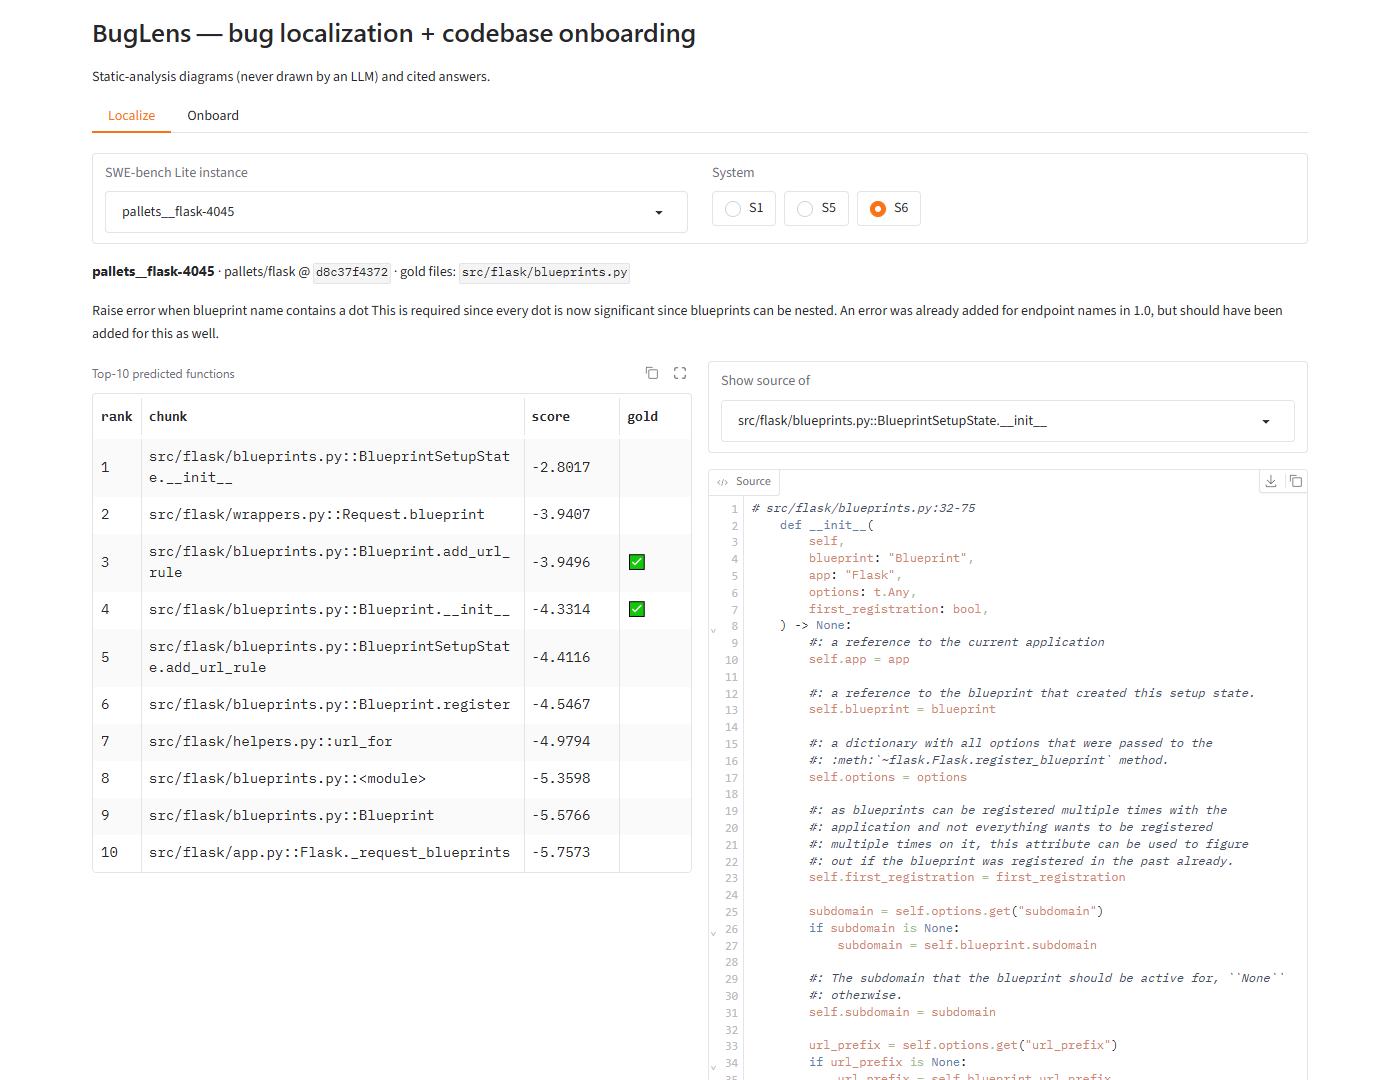 BugLens — bug localization + codebase onboarding
Static-analysis diagrams (never drawn by an LLM) and cited answers.
Localize Onboard
SWE-bench Lite instance
pallets__flask-4045
System
S1 S5 S6
pallets__flask-4045 · pallets/flask @ d8c37f4372 · gold files: src/flask/blueprints.py
Raise error when blueprint name contains a dot This is required since every dot is now significant since blueprints can be nested. An error was already added for endpoint names in 1.0, but should have been
added for this as well.
Top-10 predicted functions
rank chunk score gold
1 src/flask/blueprints.py::BlueprintSetupStat
e.__init__ -2.8017
2 src/flask/wrappers.py::Request.blueprint -3.9407
3 src/flask/blueprints.py::Blueprint.add_url_
rule -3.9496 ✅
4 src/flask/blueprints.py::Blueprint.__init__ -4.3314 ✅
5 src/flask/blueprints.py::BlueprintSetupStat
e.add_url_rule -4.4116
6 src/flask/blueprints.py::Blueprint.register -4.5467
7 src/flask/helpers.py::url_for -4.9794
8 src/flask/blueprints.py::<module> -5.3598
9 src/flask/blueprints.py::Blueprint -5.5766
10 src/flask/app.py::Flask._request_blueprints -5.7573
Show source of
src/flask/blueprints.py::BlueprintSetupState.__init__
Source
1 # src/flask/blueprints.py:32-75
2 def __init__(
3 self,
4 blueprint: "Blueprint",
5 app: "Flask",
6 options: t.Any,
7 first_registration: bool,
8 ) -> None:
9 #: a reference to the current application
10 self.app = app
11
12 #: a reference to the blueprint that created this setup state.
13 self.blueprint = blueprint
14
15 #: a dictionary with all options that were passed to the
16 #: :meth:`~flask.Flask.register_blueprint` method.
17 self.options = options
18
19 #: as blueprints can be registered multiple times with the
20 #: application and not everything wants to be registered
21 #: multiple times on it, this attribute can be used to figure
22 #: out if the blueprint was registered in the past already.
23 self.first_registration = first_registration
24
25 subdomain = self.options.get("subdomain")
26 if subdomain is None:
27 subdomain = self.blueprint.subdomain
28
29 #: The subdomain that the blueprint should be active for, ``None``
30 #: otherwise.
31 self.subdomain = subdomain
32
33 url_prefix = self.options.get("url_prefix")
34 if url_prefix is None:
35 url_prefix = self.blueprint.url_prefix